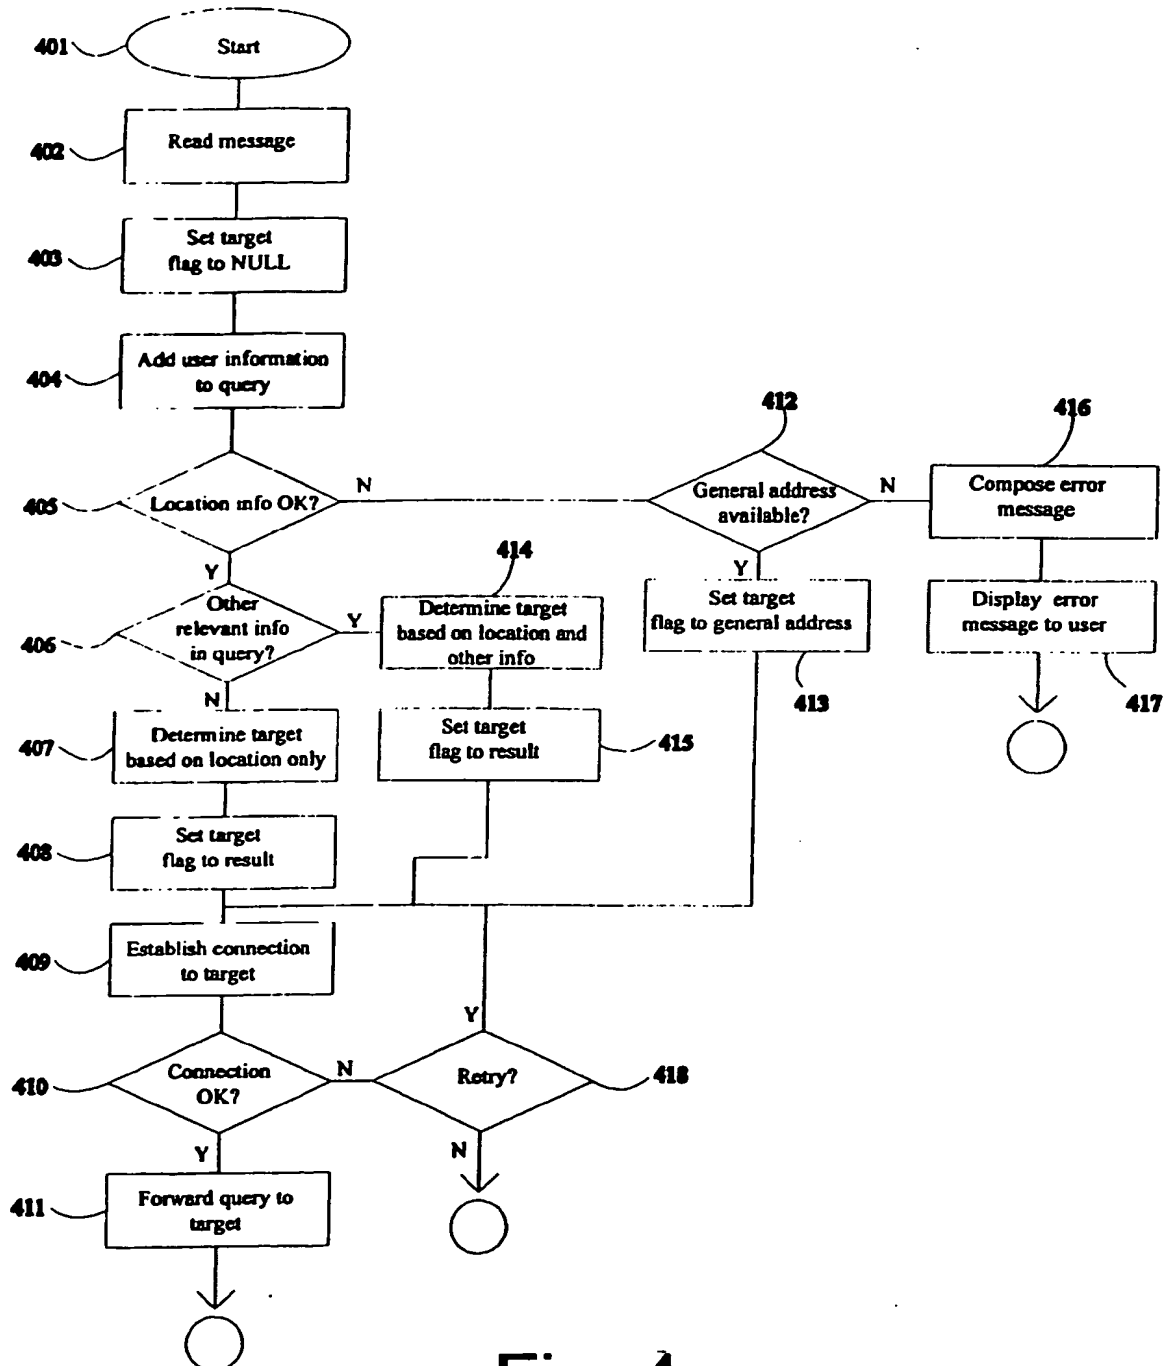 401
Start
402
Read message
403
Set target
flag to NULL
404
Add user information
to query
405
Location info OK?
N
412
General address
available?
N
416
Compose error
message
Y
Y
414
406
Other
relevant info
in query?
Y
Determine target
based on location and
other info
Set target
flag to general address
413
Display error
message to user
417
N
407
Determine target
based on location only
Set target
flag to result
415
408
Set target
flag to result
409
Establish connection
to target
Y
410
Connection
OK?
N
Retry?
418
Y
N
411
Forward query to
target